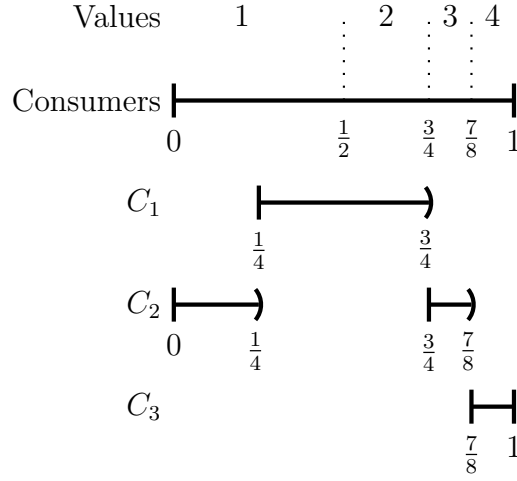 Values 1 2 3 4
Consumers
0 1/2 3/4 7/8 1
C₁
1/4 3/4
C₂
0 1/4 3/4 7/8
C₃
7/8 1